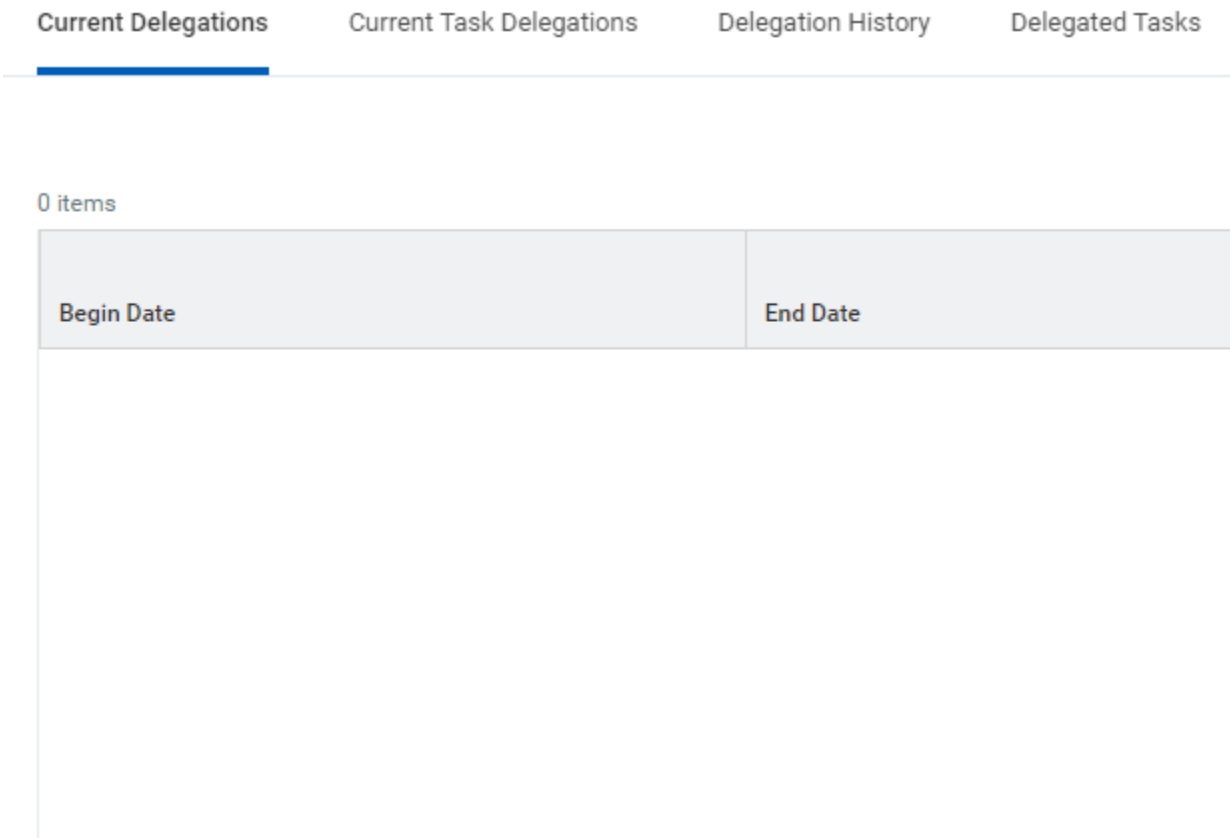 Current Delegations Current Task Delegations Delegation History Delegated Tasks
0 items
Begin Date End Date